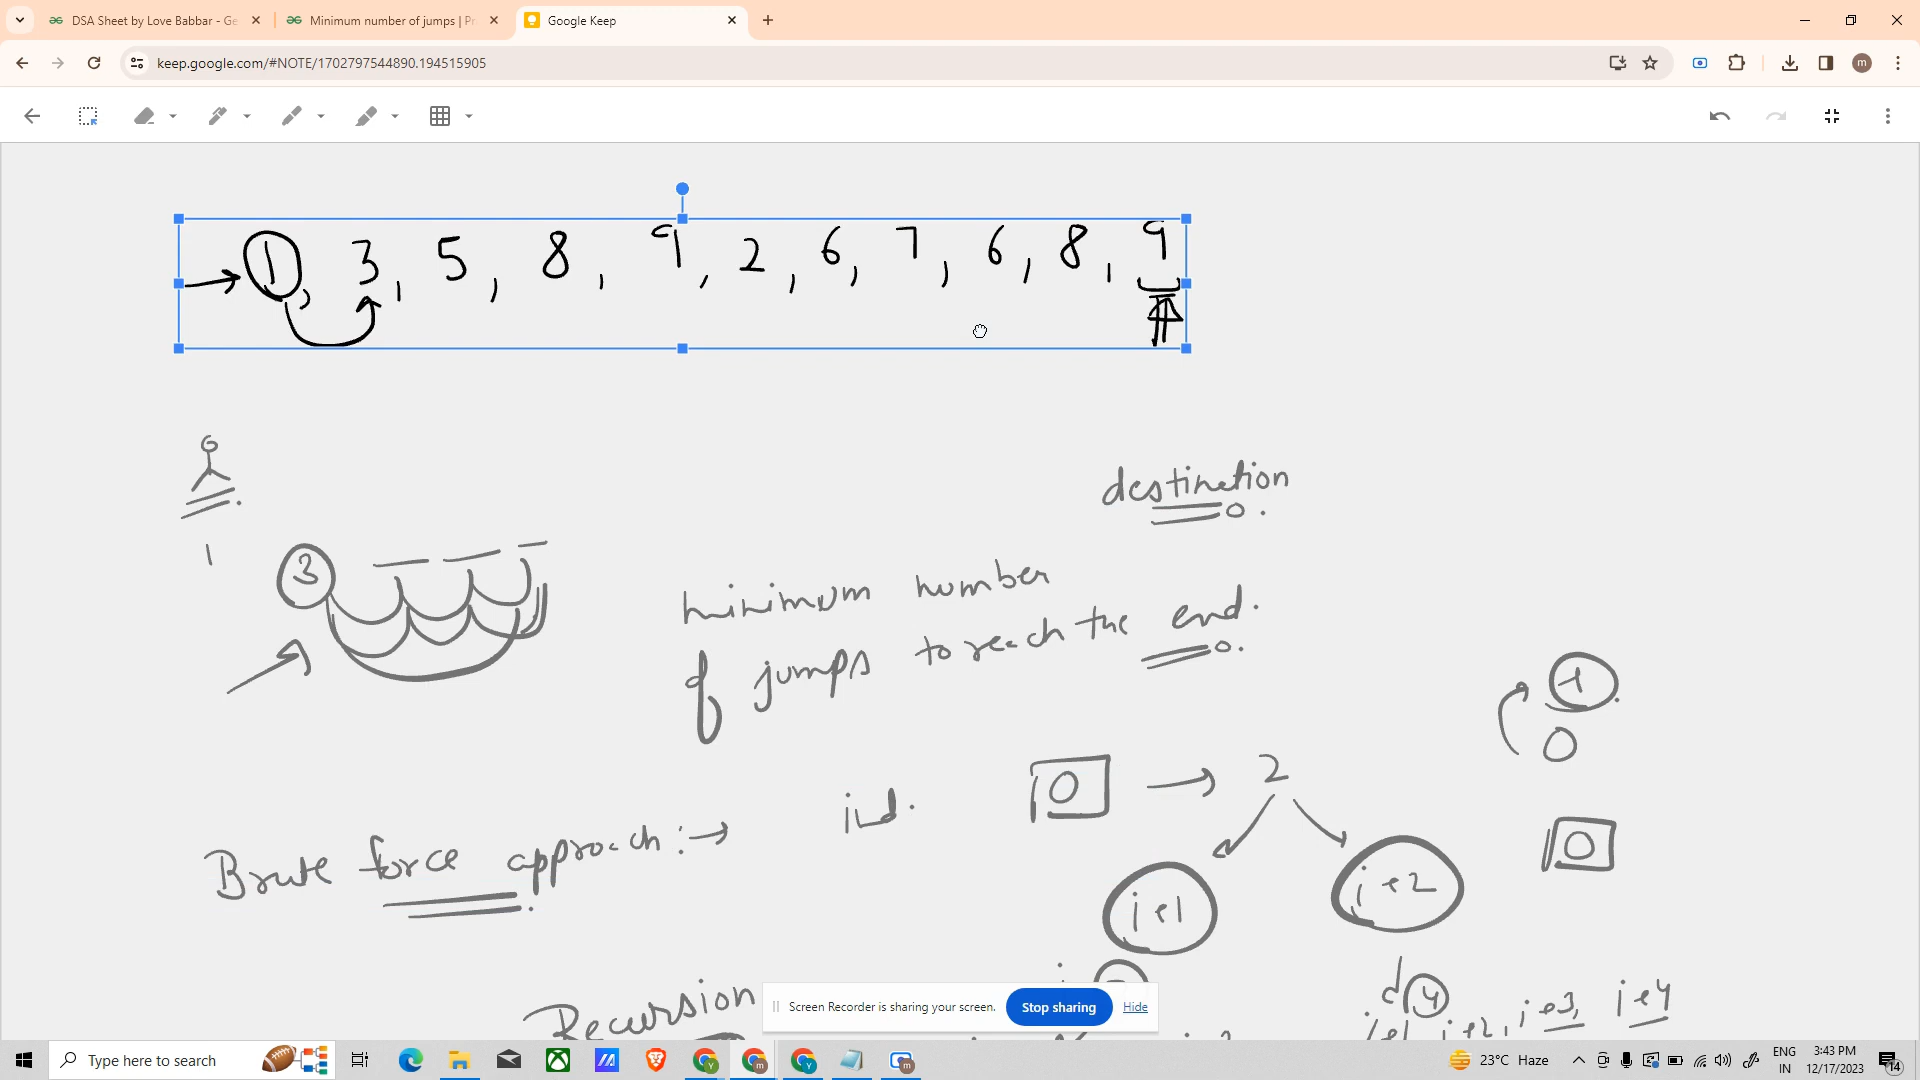 DSA Sheet by Love Babbar - Ge
Minimum number of jumps | Pr
Google Keep
keep.google.com/#NOTE/1702797544890.194515905
m
1, 3, 5, 8, 9, 2, 6, 7, 6, 8, 9
destination
1
3
minimum number
of jumps to reach the end.
0 → 2
0
Brute force approach :→ ind.
i+1
i+2
0
4
Recursion
i+1, i+2, i+3, i+4
Screen Recorder is sharing your screen.
Stop sharing
Hide
Type here to search
23°C Haze
ENG
IN
3:43 PM
12/17/2023
14